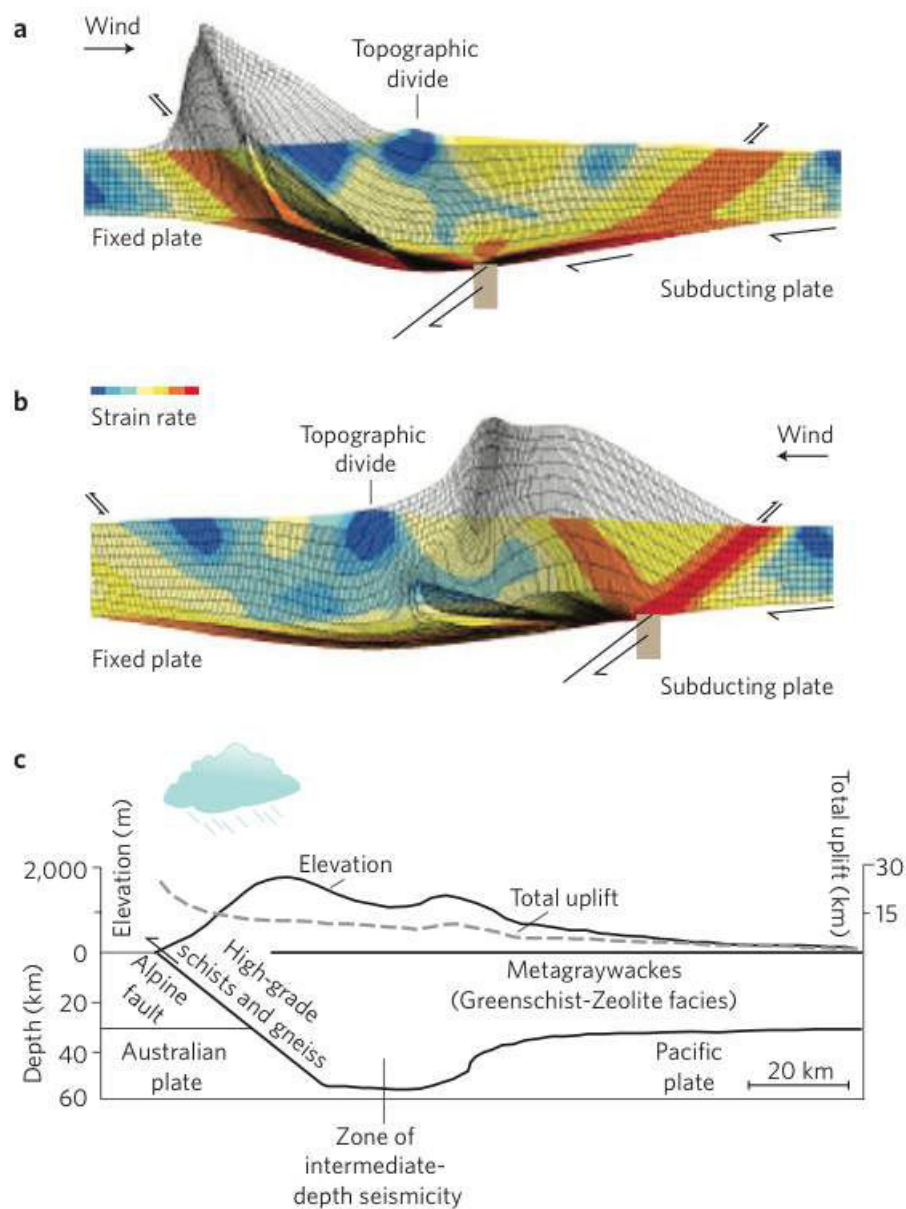 a
Wind
Topographic
divide
Fixed plate
Subducting plate
b
Strain rate
Topographic
divide
Wind
Fixed plate
Subducting plate
c
Elevation (m)
2,000
0
Elevation
Total uplift
Total uplift (km)
30
15
Alpine
fault
High-grade
schists and gneiss
Metagraywackes
(Greenschist-Zeolite facies)
Depth (km)
20
40
60
Australian
plate
Pacific
plate
20 km
Zone of
intermediate-
depth seismicity